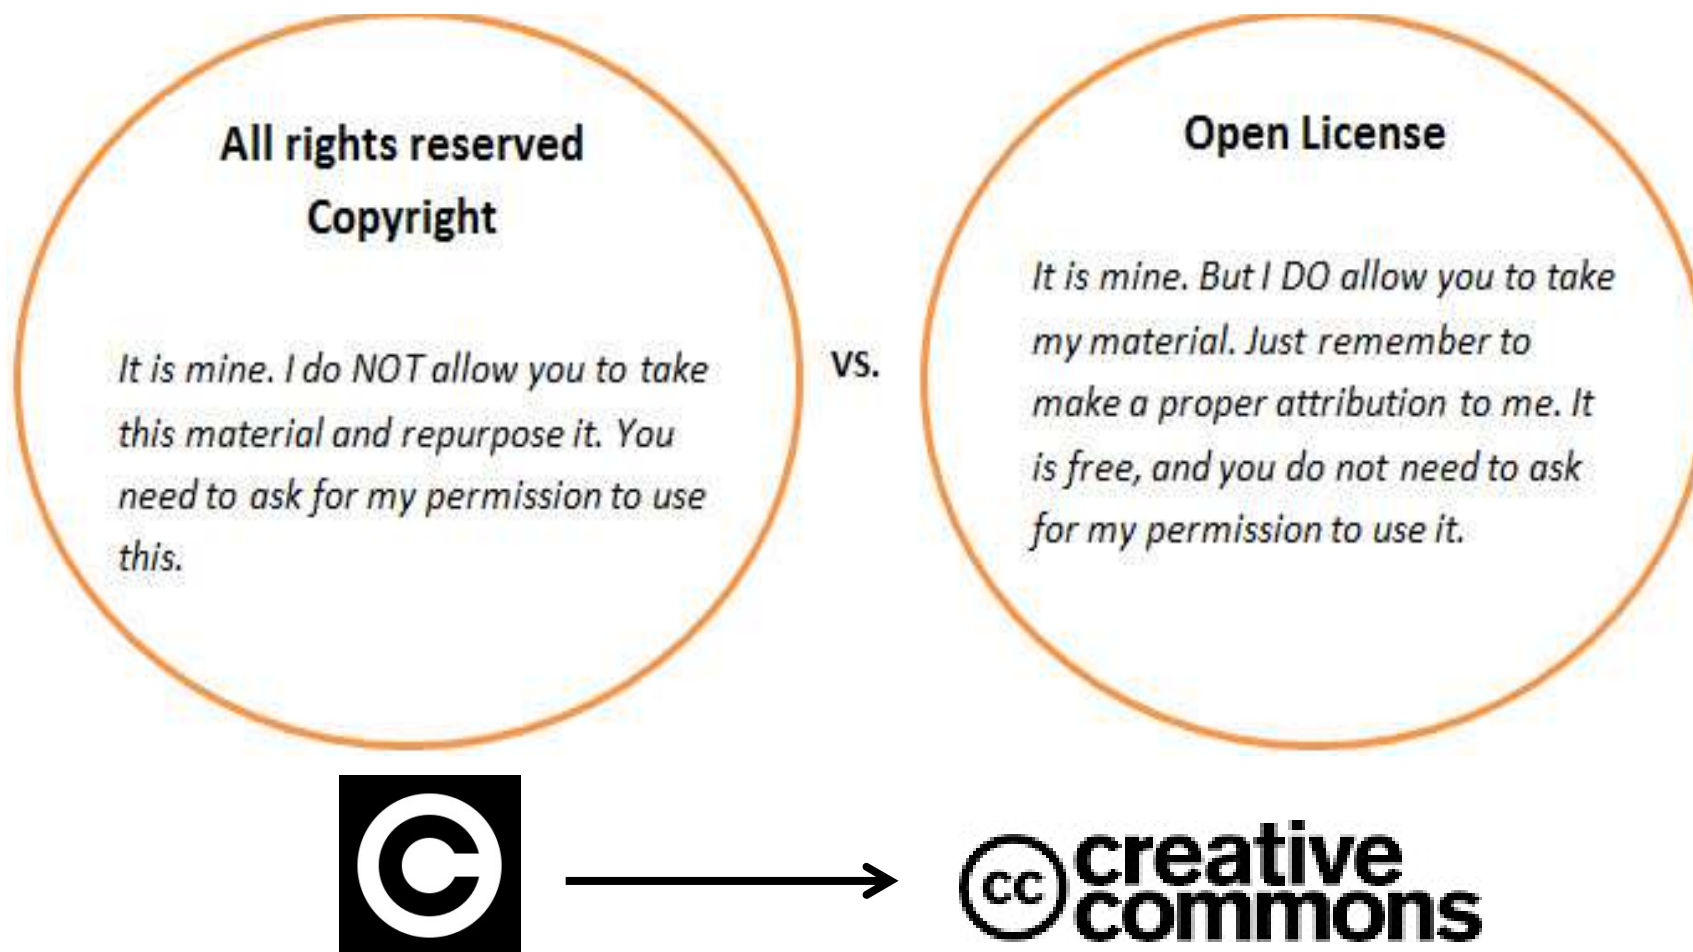 All rights reserved
Copyright
It is mine. I do NOT allow you to take
this material and repurpose it. You
need to ask for my permission to use
this.
vs.
Open License
It is mine. But I DO allow you to take
my material. Just remember to
make a proper attribution to me. It
is free, and you do not need to ask
for my permission to use it.
C
cc
creative
commons